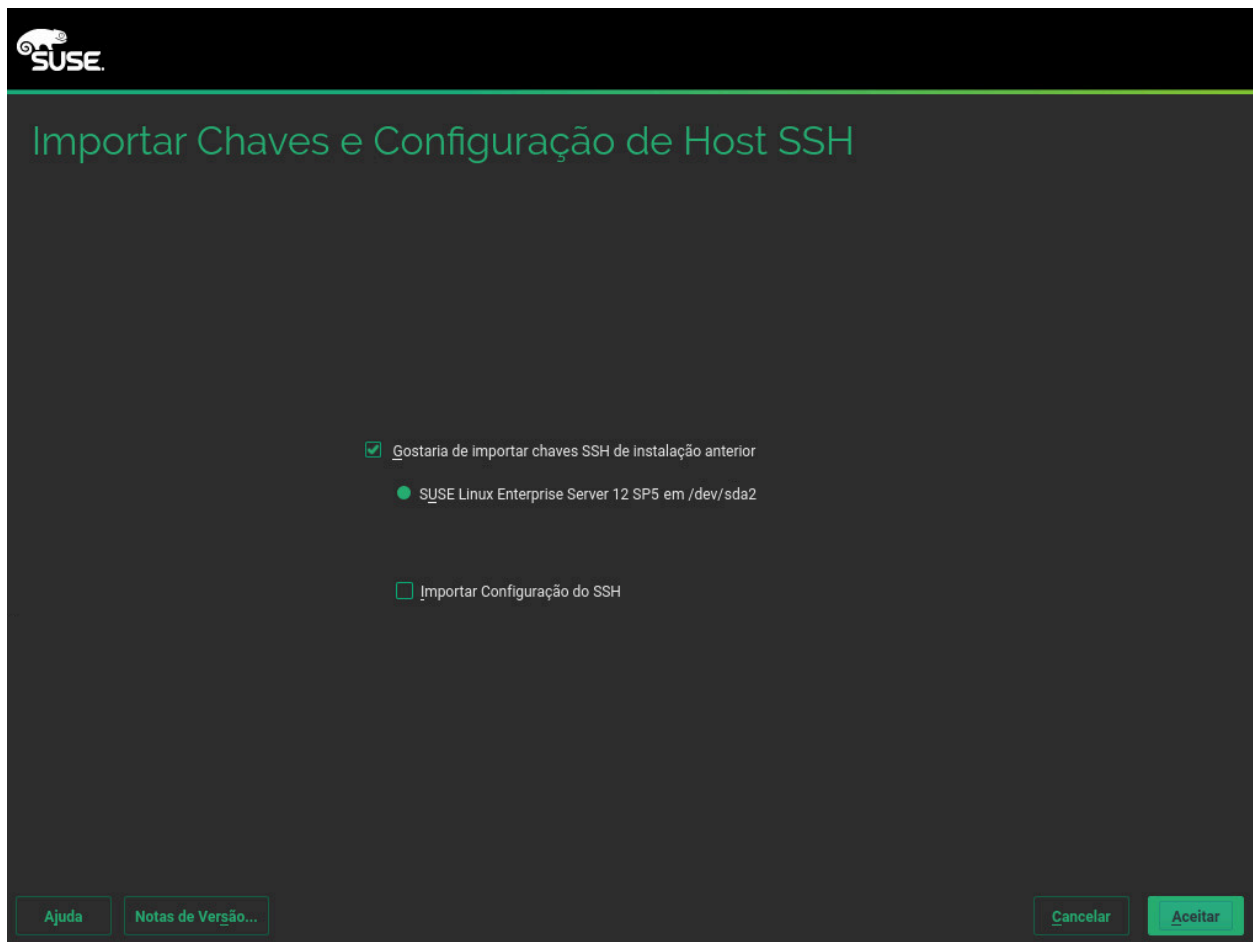 SUSE.
Importar Chaves e Configuração de Host SSH
Gostaria de importar chaves SSH de instalação anterior
SUSE Linux Enterprise Server 12 SP5 em /dev/sda2
Importar Configuração do SSH
Ajuda
Notas de Versão...
Cancelar
Aceitar